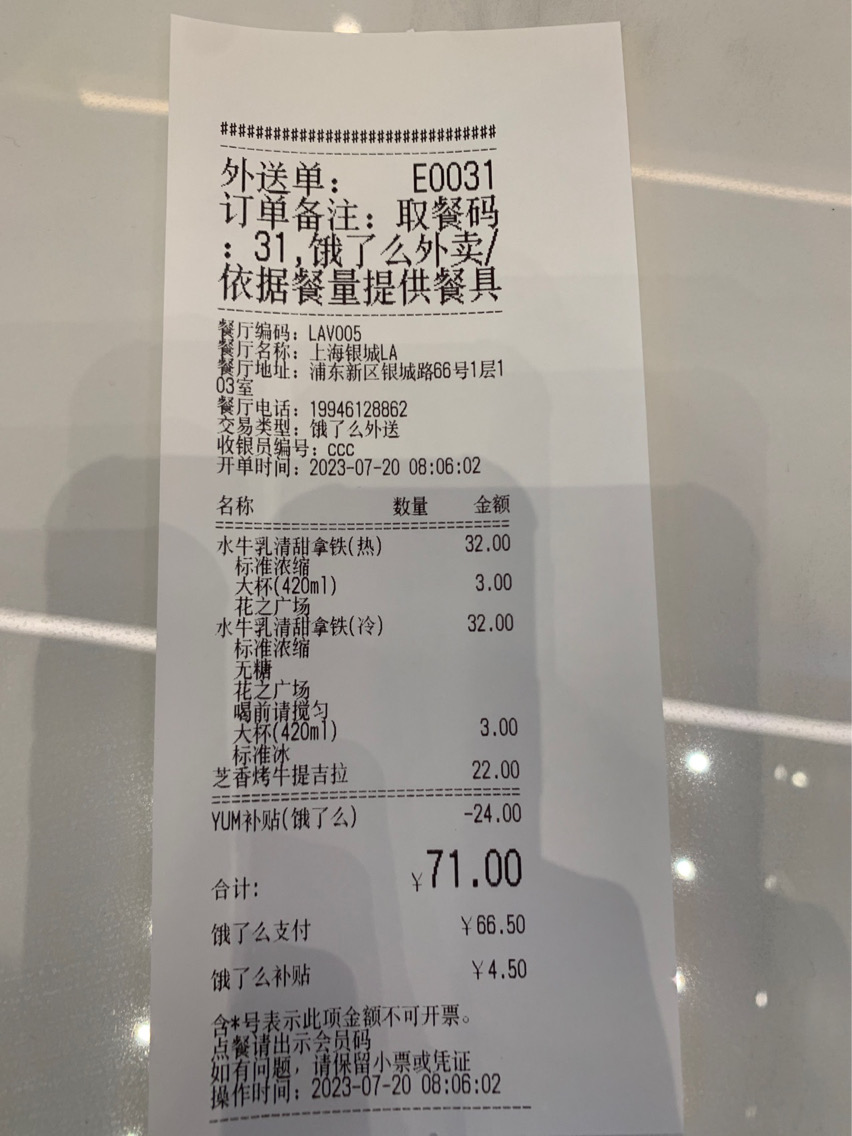 ###############################
外送单: E0031
订单备注: 取餐码
: 31,饿了么外卖/
依据餐量提供餐具
餐厅编码: LAV005
餐厅名称: 上海银城LA
餐厅地址: 浦东新区银城路66号1层1
03室
餐厅电话: 19946128862
交易类型: 饿了么外送
收银员编号: ccc
开单时间: 2023-07-20 08:06:02
名称 数量 金额
水牛乳清甜拿铁(热) 32.00
标准浓缩
大杯(420ml) 3.00
花之广场
水牛乳清甜拿铁(冷) 32.00
标准浓缩
无糖
花之广场
喝前请搅匀
大杯(420ml) 3.00
标准冰
芝香烤牛提吉拉 22.00
YUM补贴(饿了么) -24.00
合计: ¥71.00
饿了么支付 ¥66.50
饿了么补贴 ¥4.50
含*号表示此项金额不可开票。
点餐请出示会员码
如有问题，请保留小票或凭证
操作时间: 2023-07-20 08:06:02